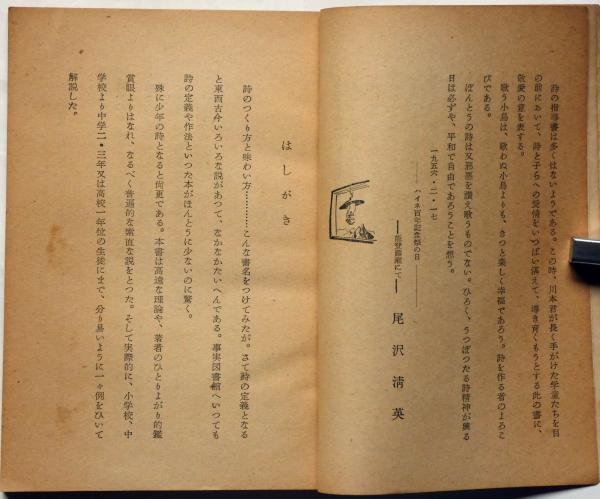 詩の指導書は多くはないようである。この時、川本君が長く手がけた学童たちを目
の前において、詩と子らへの愛情をいっぱい湛えて、導き育くもうとする此の書に、
敬愛の意を表する。
歌う小鳥は、歌わぬ小鳥よりも、きっと楽しく幸福であろう。詩を作る者のよろこ
びである。
ほんとうの詩は又邪悪を讃え歌うものでない。ひろく、うつぼつたる詩精神が薫る
日は必ずや、平和で自由であろうことを想う。
一九五六・二・一七
――ハイネ百年記念祭の日
――能登鹿瀬にて――
尾沢清英
はしがき
詩のつくり方と味わい方…………こんな書名をつけてみたが。さて詩の定義となる
と東西古今いろいろな説があつて、なかなかたいへんである。事実図書館へいつても
詩の定義や作法といつた本がほんとうに少ないのに驚く。
殊に少年の詩となると尚更である。本書は高遠な理論や、著者のひとりよがり的鑑
賞眼よりはなれ、なるべく普遍的な素直な説をとつた。そして実際的に、小学校、中
学校より中学二・三年又は高校一年位の生徒にまで、分り易いように一々例をひいて
解説した。